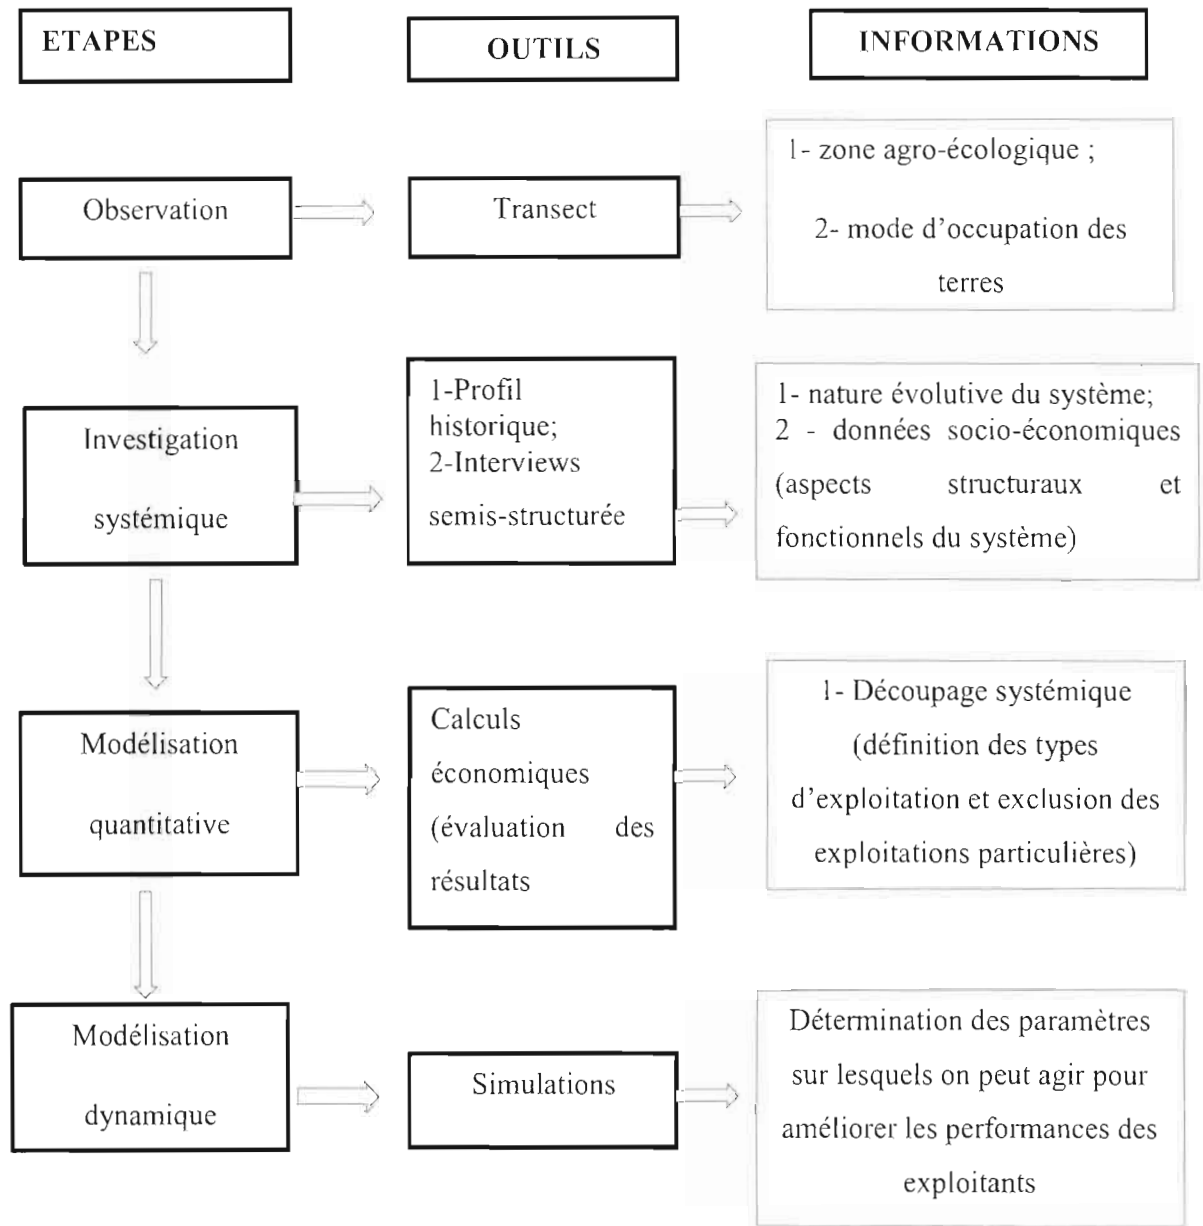 ETAPES
OUTILS
INFORMATIONS
Observation
Transect
1- zone agro-écologique ;
2- mode d’occupation des
terres
Investigation
systémique
1-Profil
historique;
2-Interviews
semis-structurée
1- nature évolutive du système;
2 - données socio-économiques
(aspects structuraux et
fonctionnels du système)
Modélisation
quantitative
Calculs
économiques
(évaluation des
résultats
1- Découpage systémique
(définition des types
d’exploitation et exclusion des
exploitations particulières)
Modélisation
dynamique
Simulations
Détermination des paramètres
sur lesquels on peut agir pour
améliorer les performances des
exploitants